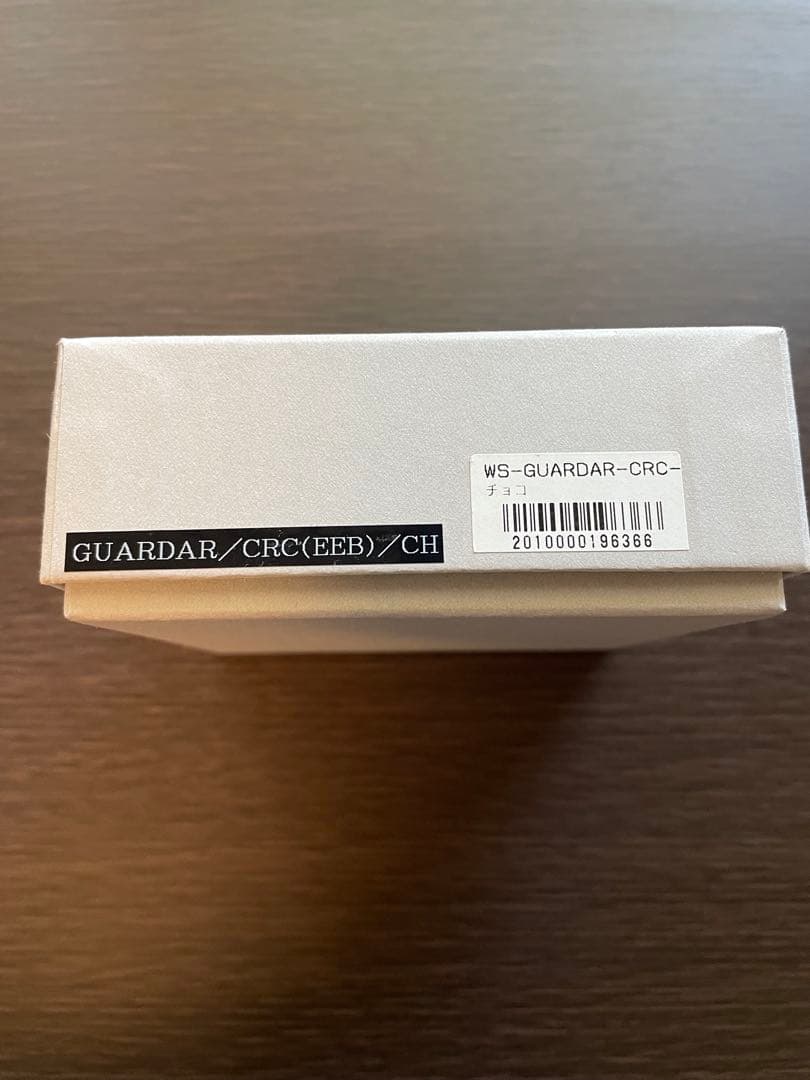 GUARDAR／CRC(EEB)／CH
WS-GUARDAR-CRC-
チョコ
2010000196366